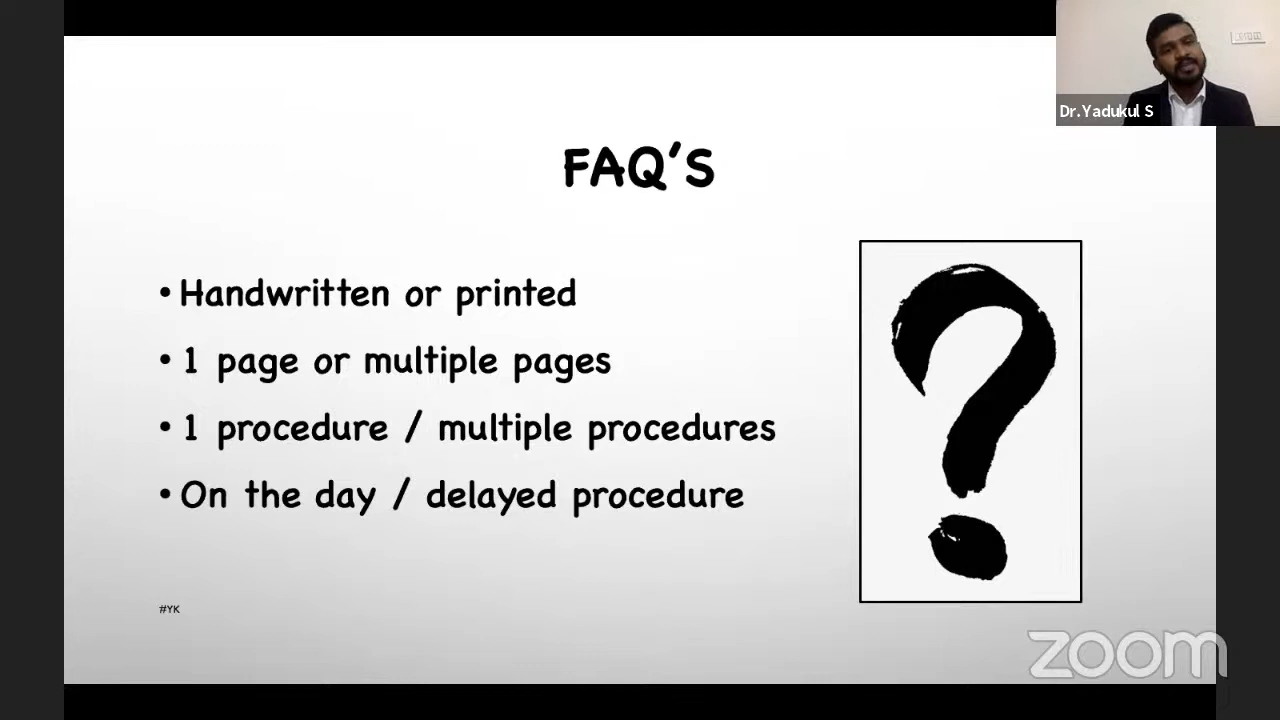 Dr.Yadukul S
FAQ'S
• Handwritten or printed
• 1 page or multiple pages
• 1 procedure / multiple procedures
• On the day / delayed procedure
#YK
zoom